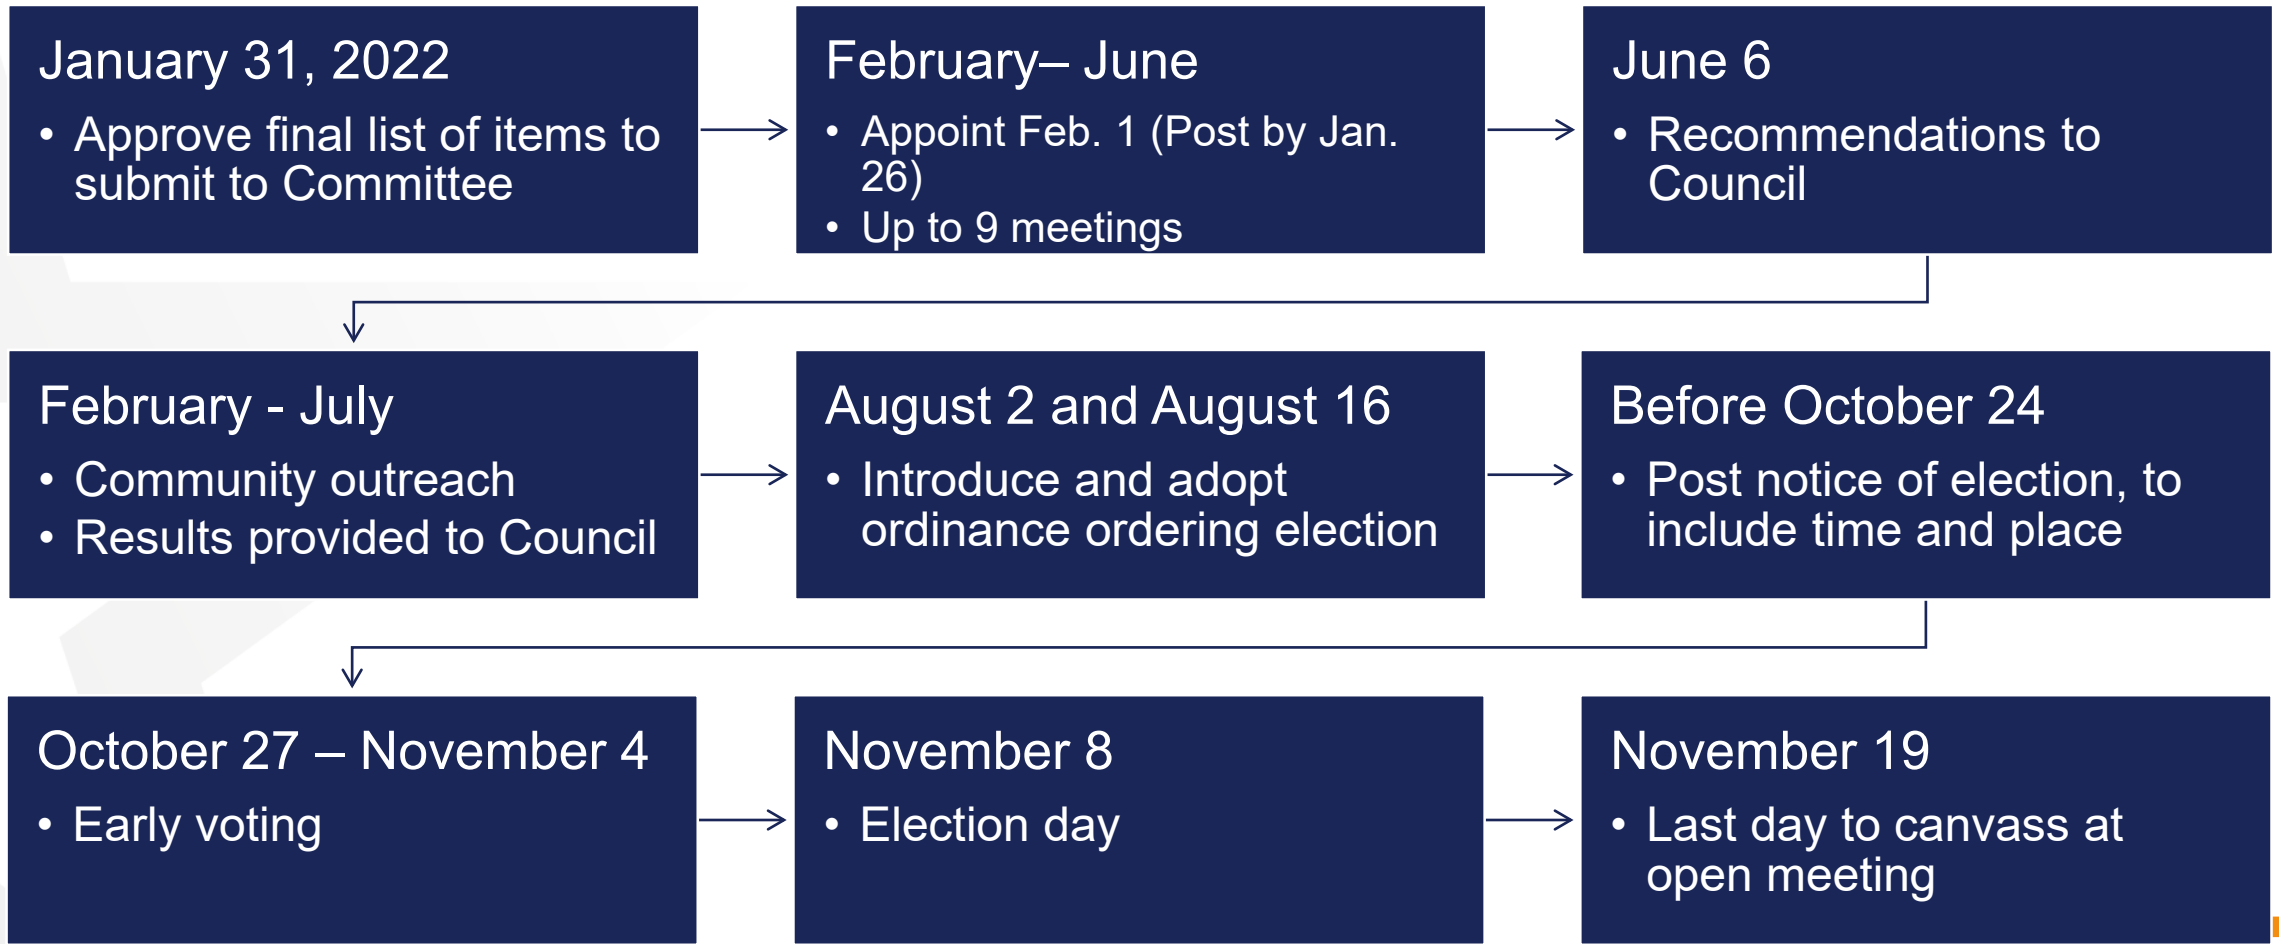 January 31, 2022
• Approve final list of items to
submit to Committee
February– June
• Appoint Feb. 1 (Post by Jan.
26)
• Up to 9 meetings
June 6
• Recommendations to
Council
February - July
• Community outreach
• Results provided to Council
August 2 and August 16
• Introduce and adopt
ordinance ordering election
Before October 24
• Post notice of election, to
include time and place
October 27 – November 4
• Early voting
November 8
• Election day
November 19
• Last day to canvass at
open meeting